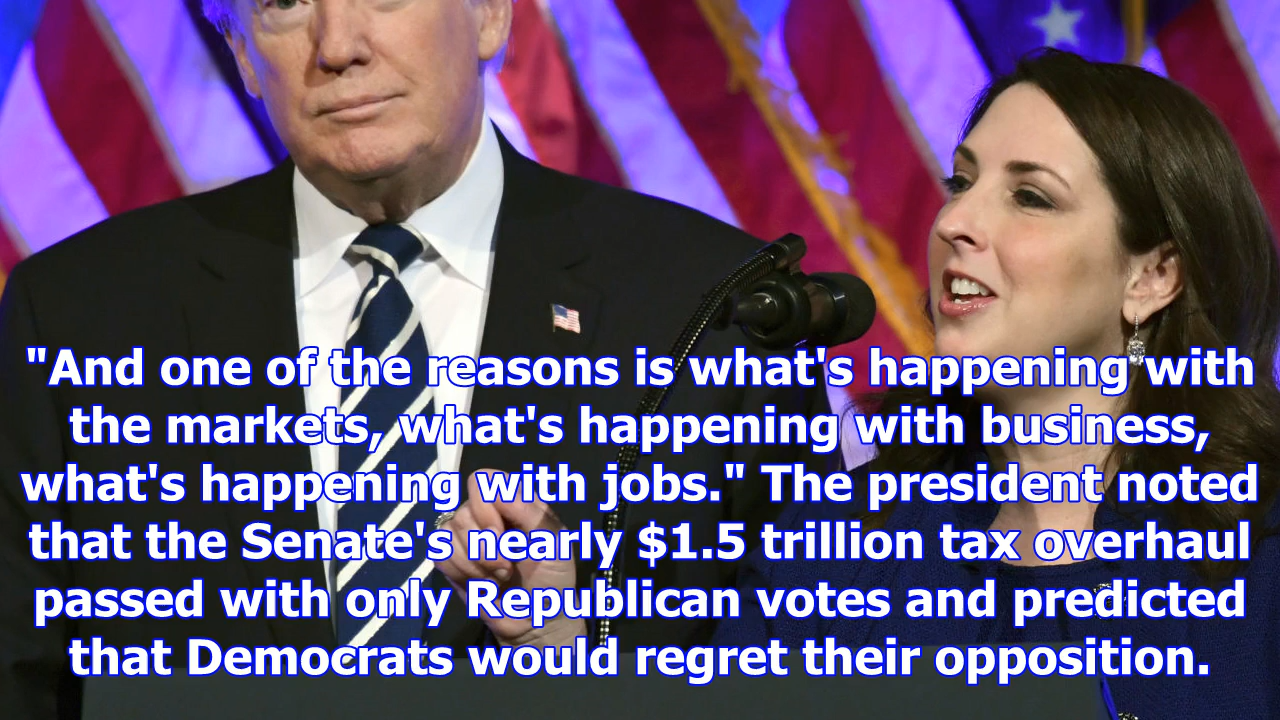 "And one of the reasons is what's happening with
the markets, what's happening with business,
what's happening with jobs." The president noted
that the Senate's nearly $1.5 trillion tax overhaul
passed with only Republican votes and predicted
that Democrats would regret their opposition.